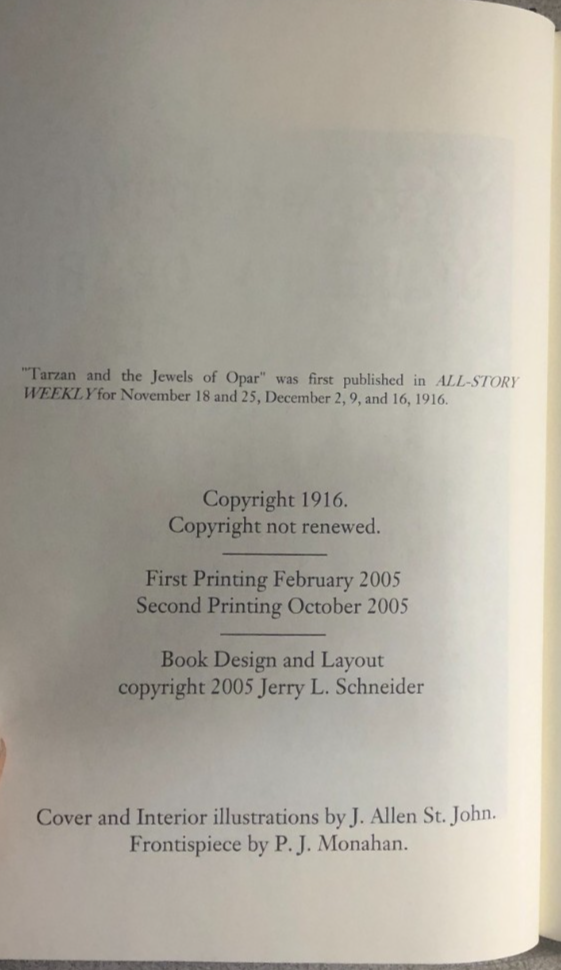 "Tarzan and the Jewels of Opar" was first published in ALL-STORY
WEEKLY for November 18 and 25, December 2, 9, and 16, 1916.
Copyright 1916.
Copyright not renewed.
First Printing February 2005
Second Printing October 2005
Book Design and Layout
copyright 2005 Jerry L. Schneider
Cover and Interior illustrations by J. Allen St. John.
Frontispiece by P. J. Monahan.